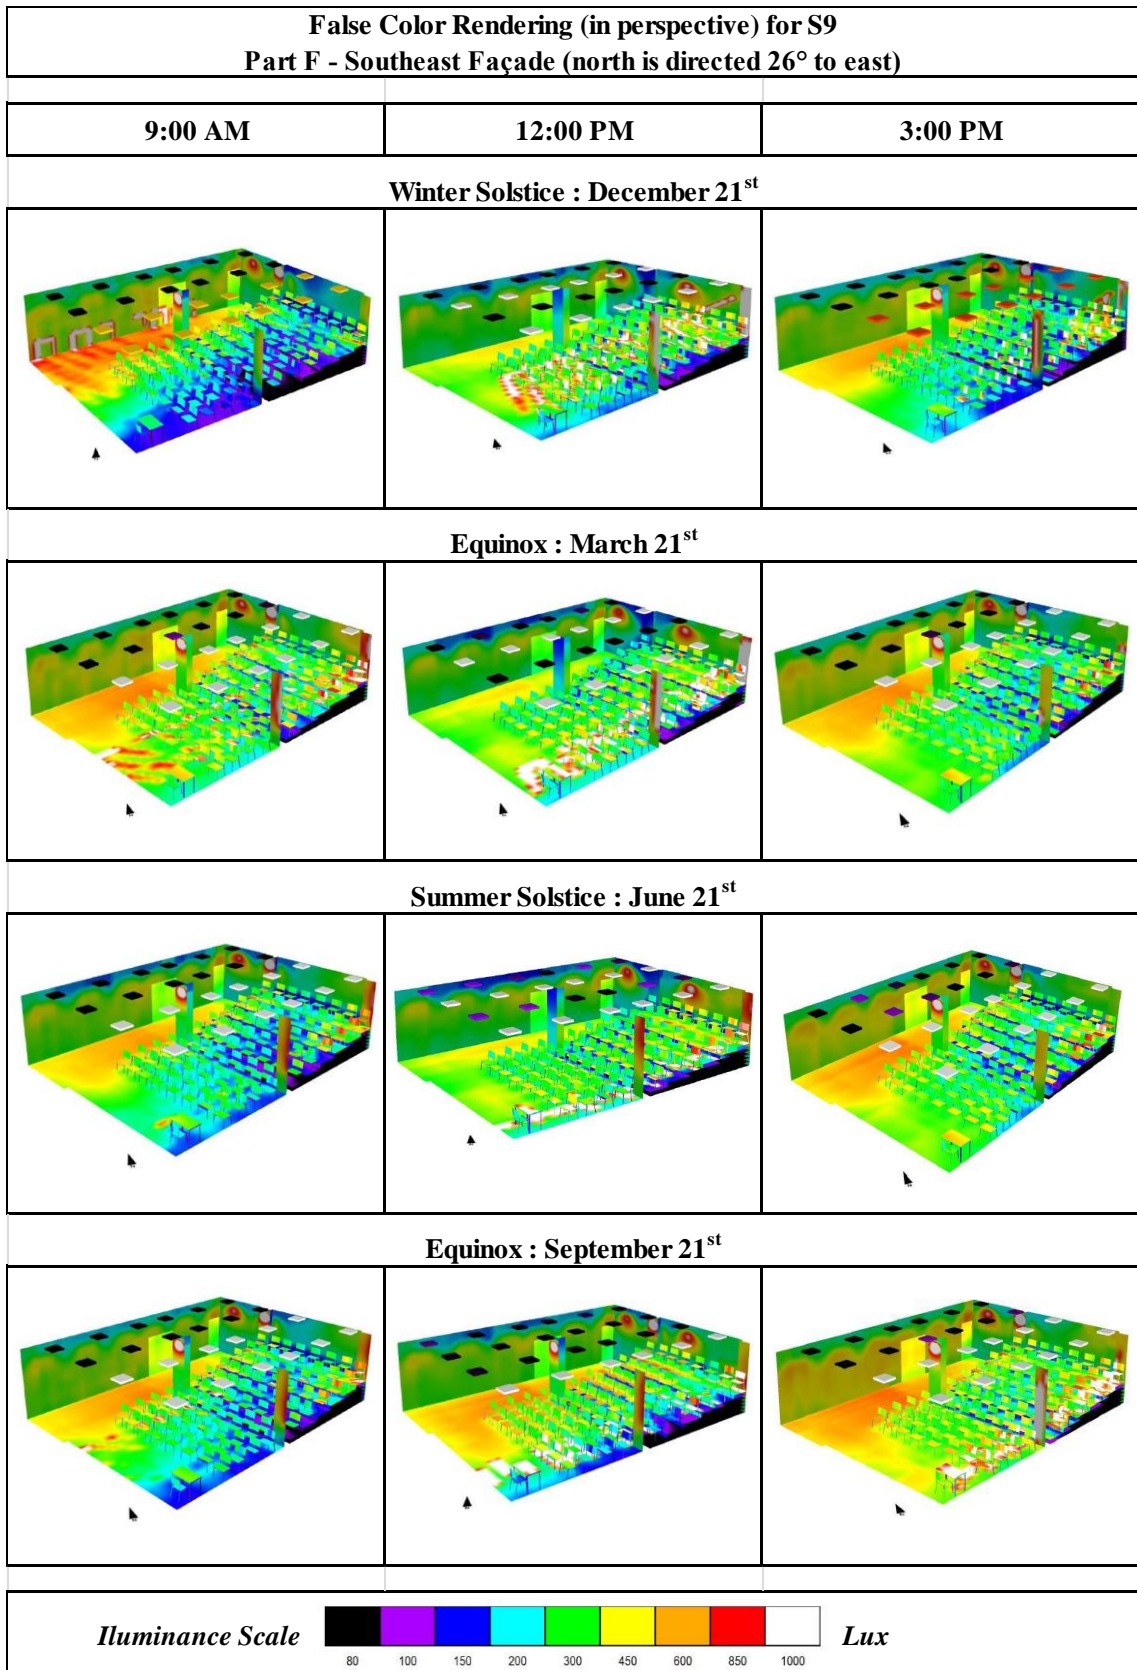 False Color Rendering (in perspective) for S9
Part F - Southeast Façade (north is directed 26° to east)
9:00 AM 12:00 PM 3:00 PM
Winter Solstice : December 21st
Equinox : March 21st
Summer Solstice : June 21st
Equinox : September 21st
Iluminance Scale Lux
80 100 150 200 300 450 600 850 1000